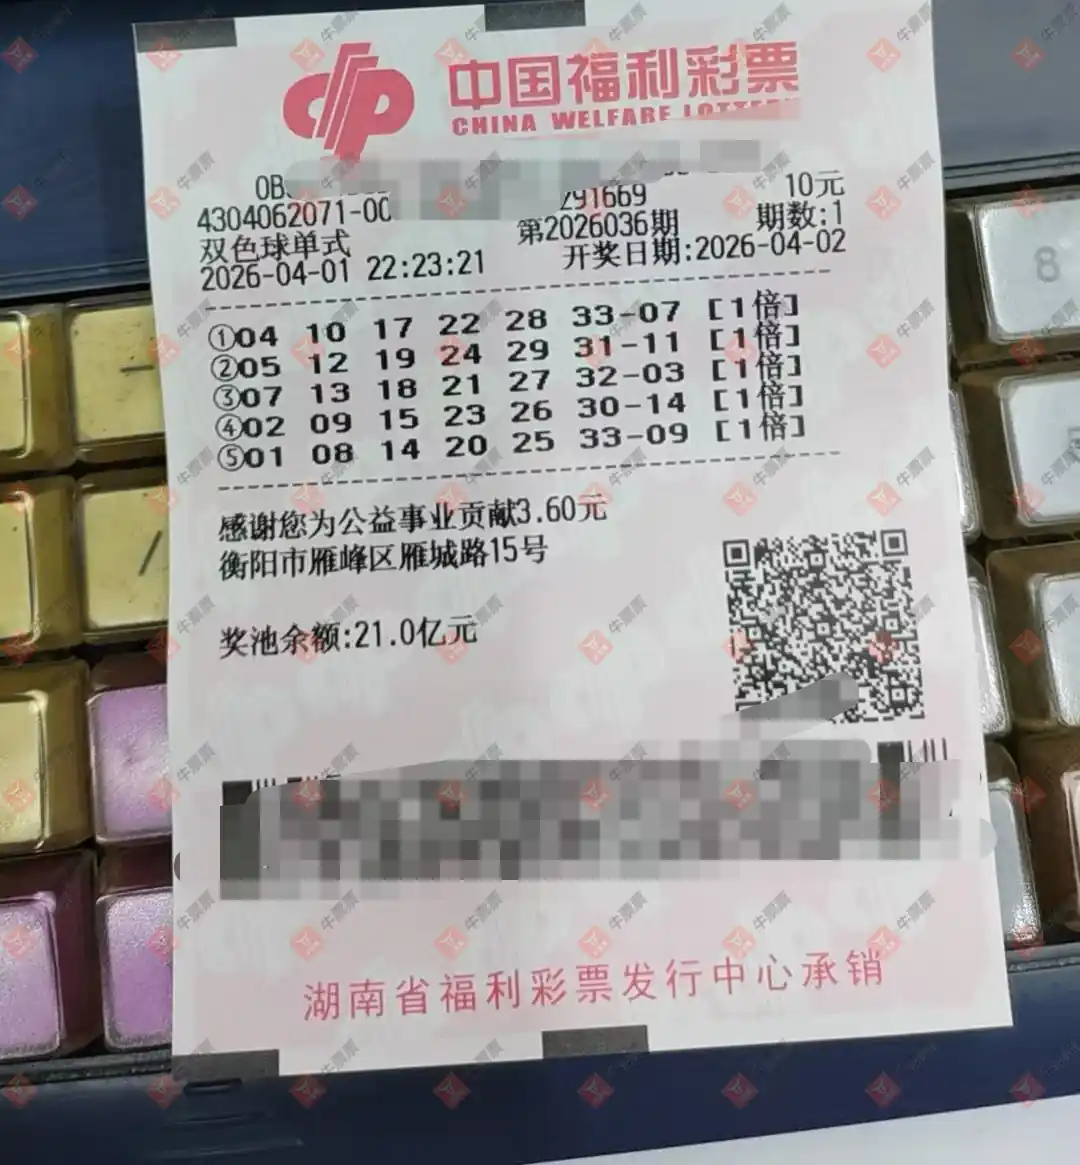 中国福利彩票
CHINA WELFARE LOTTERY
291669 10元
4304062071-00
第2026036期 期数:1
双色球单式
2026-04-01 22:23:21 开奖日期:2026-04-02
①04 10 17 22 28 33-07 [1倍]
②05 12 19 24 29 31-11 [1倍]
③07 13 18 21 27 32-03 [1倍]
④02 09 15 23 26 30-14 [1倍]
⑤01 08 14 20 25 33-09 [1倍]
感谢您为公益事业贡献3.60元
衡阳市雁峰区雁城路15号
奖池余额:21.0亿元
湖南省福利彩票发行中心承销
8
牛票票